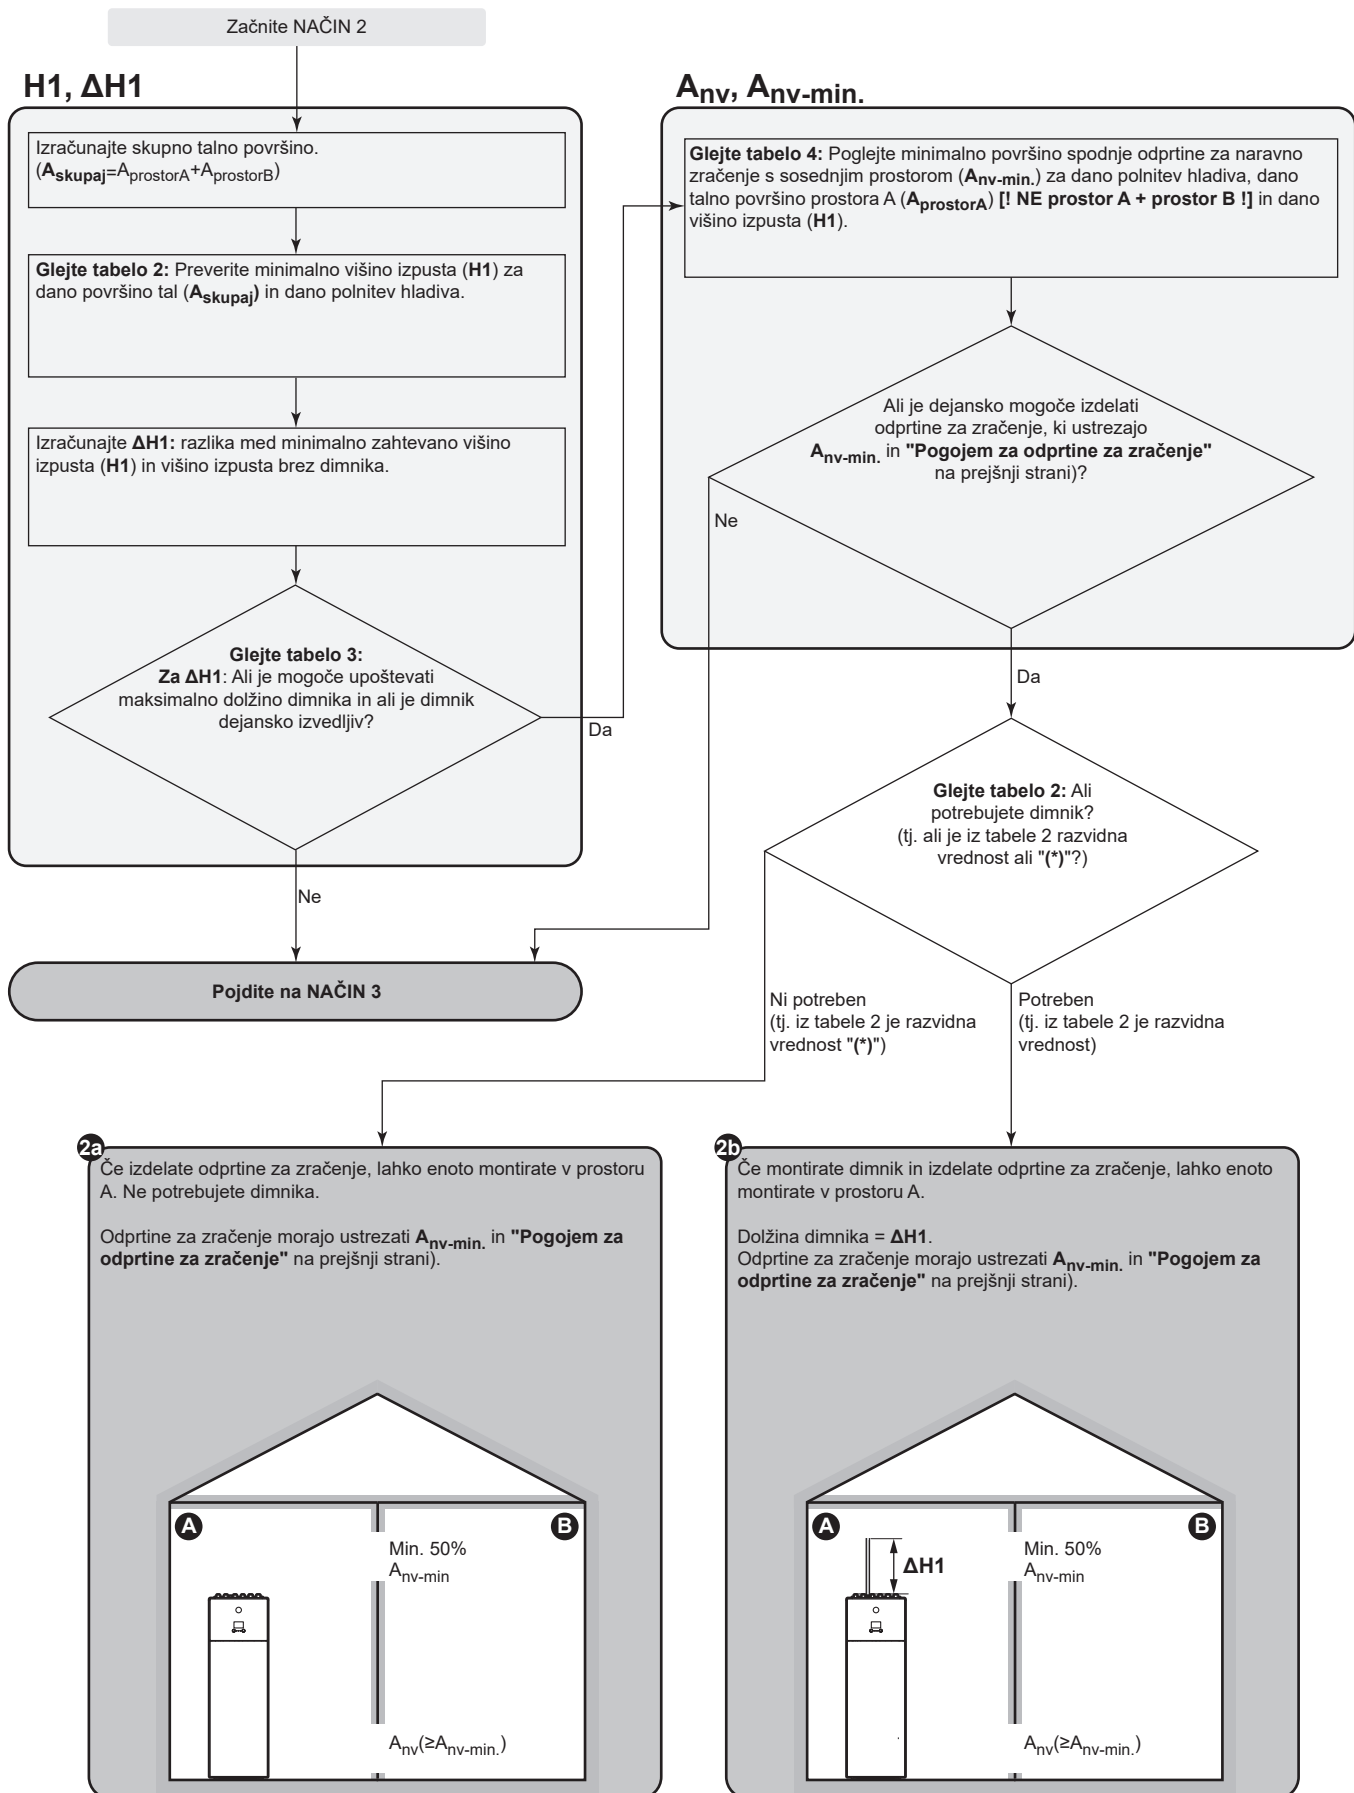 Začnite NAČIN 2
H1, ΔH1
Izračunajte skupno talno površino.
(Askupaj=AprostorA+AprostorB)
Glejte tabelo 2: Preverite minimalno višino izpusta (H1) za
dano površino tal (Askupaj) in dano polnitev hladiva.
Izračunajte ΔH1: razlika med minimalno zahtevano višino
izpusta (H1) in višino izpusta brez dimnika.
Glejte tabelo 3:
Za ΔH1: Ali je mogoče upoštevati
maksimalno dolžino dimnika in ali je dimnik
dejansko izvedljiv?
Da
Ne
Pojdite na NAČIN 3
Anv, Anv-min.
Glejte tabelo 4: Poglejte minimalno površino spodnje odprtine za naravno
zračenje s sosednjim prostorom (Anv-min.) za dano polnitev hladiva, dano
talno površino prostora A (AprostorA) [! NE prostor A + prostor B !] in dano
višino izpusta (H1).
Ali je dejansko mogoče izdelati
odprtine za zračenje, ki ustrezajo
Anv-min. in "Pogojem za odprtine za zračenje"
na prejšnji strani)?
Ne
Da
Glejte tabelo 2: Ali
potrebujete dimnik?
(tj. ali je iz tabele 2 razvidna
vrednost ali "(*)"?)
Ni potreben
(tj. iz tabele 2 je razvidna
vrednost "(*)")
Potreben
(tj. iz tabele 2 je razvidna
vrednost)
2a
Če izdelate odprtine za zračenje, lahko enoto montirate v prostoru
A. Ne potrebujete dimnika.
Odprtine za zračenje morajo ustrezati Anv-min. in "Pogojem za
odprtine za zračenje" na prejšnji strani).
A
B
Min. 50%
Anv-min
Anv(≥Anv-min.)
2b
Če montirate dimnik in izdelate odprtine za zračenje, lahko enoto
montirate v prostoru A.
Dolžina dimnika = ΔH1.
Odprtine za zračenje morajo ustrezati Anv-min. in "Pogojem za
odprtine za zračenje" na prejšnji strani).
A
B
ΔH1
Min. 50%
Anv-min
Anv(≥Anv-min.)